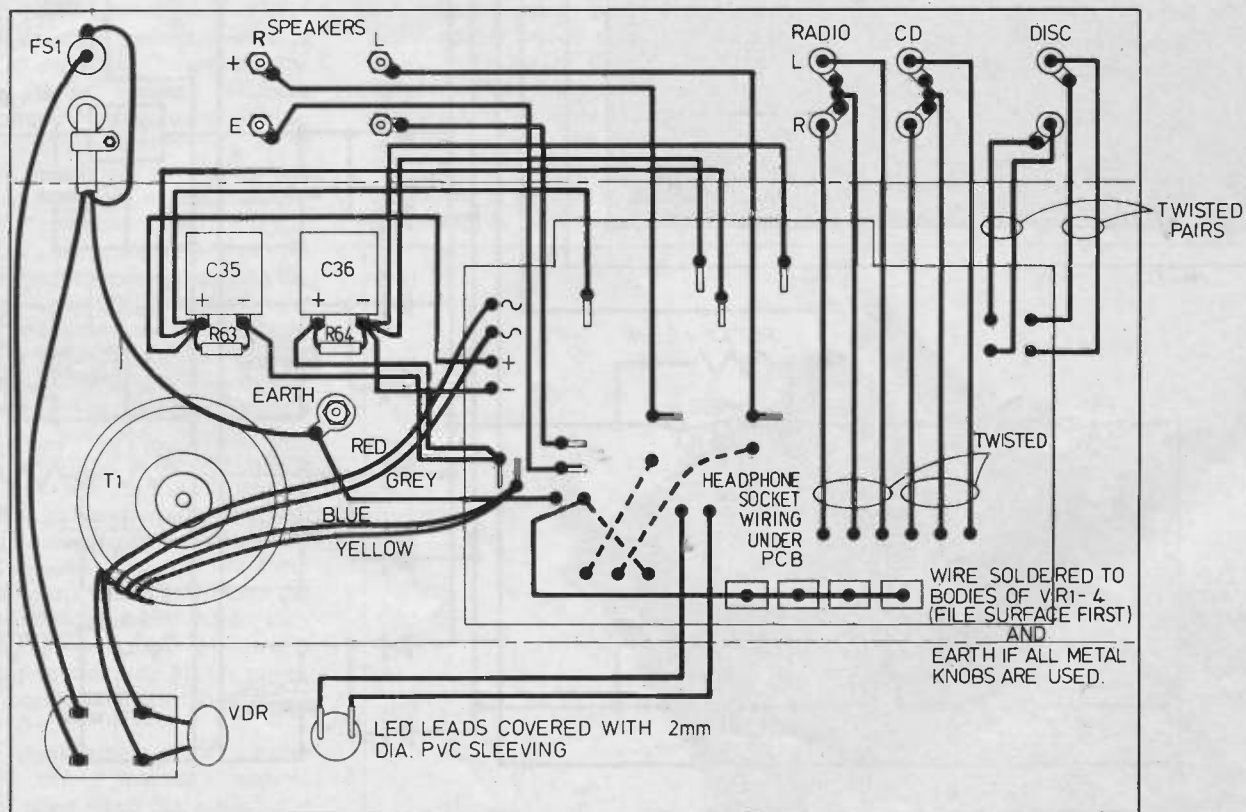 SPEAKERS
R
L
+
E
FS1
RADIO
CD
DISC
L
R
TWISTED
PAIRS
C35
+ −
C36
+ −
R63
R64
∼
∼
+
−
EARTH
T1
RED
GREY
BLUE
YELLOW
HEADPHONE
SOCKET
WIRING
UNDER
PCB
TWISTED
WIRE SOLDERED TO
BODIES OF VR1-4
(FILE SURFACE FIRST)
AND
EARTH IF ALL METAL
KNOBS ARE USED.
VDR
LED LEADS COVERED WITH 2mm
DIA. PVC SLEEVING